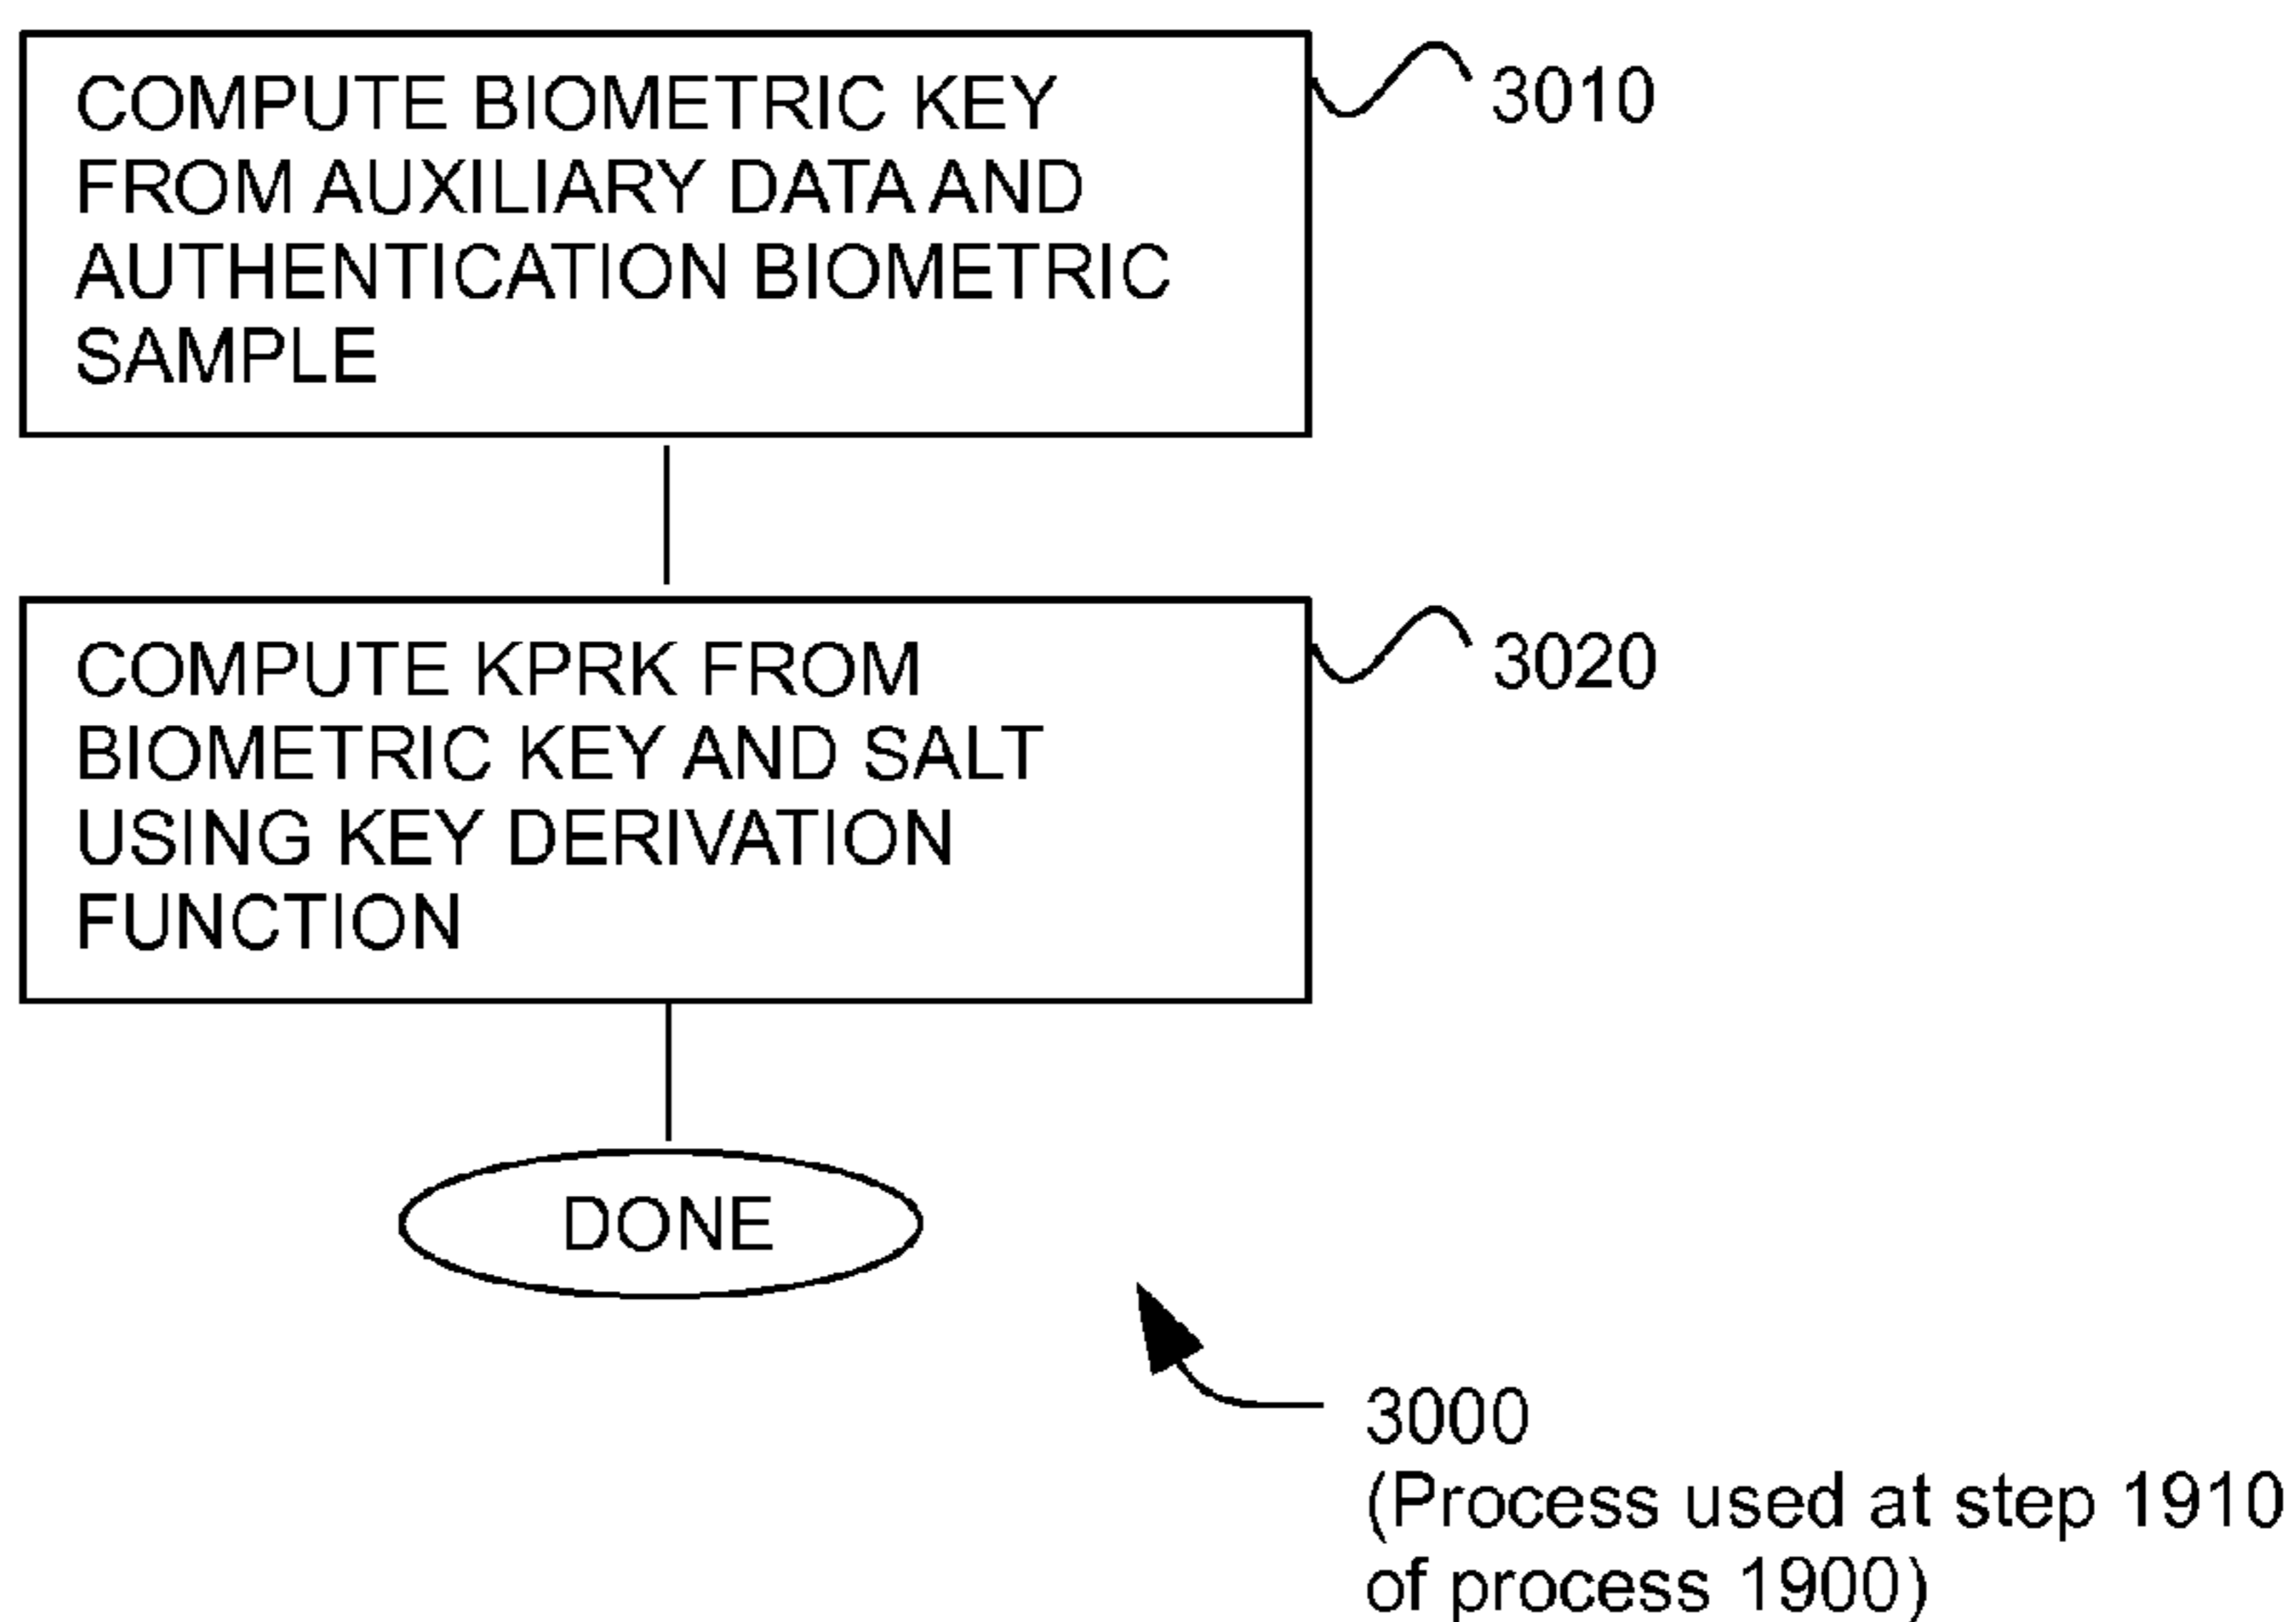 COMPUTE BIOMETRIC KEY
FROM AUXILIARY DATA AND
AUTHENTICATION BIOMETRIC
SAMPLE
3010
COMPUTE KPRK FROM
BIOMETRIC KEY AND SALT
USING KEY DERIVATION
FUNCTION
3020
DONE
3000
(Process used at step 1910
of process 1900)